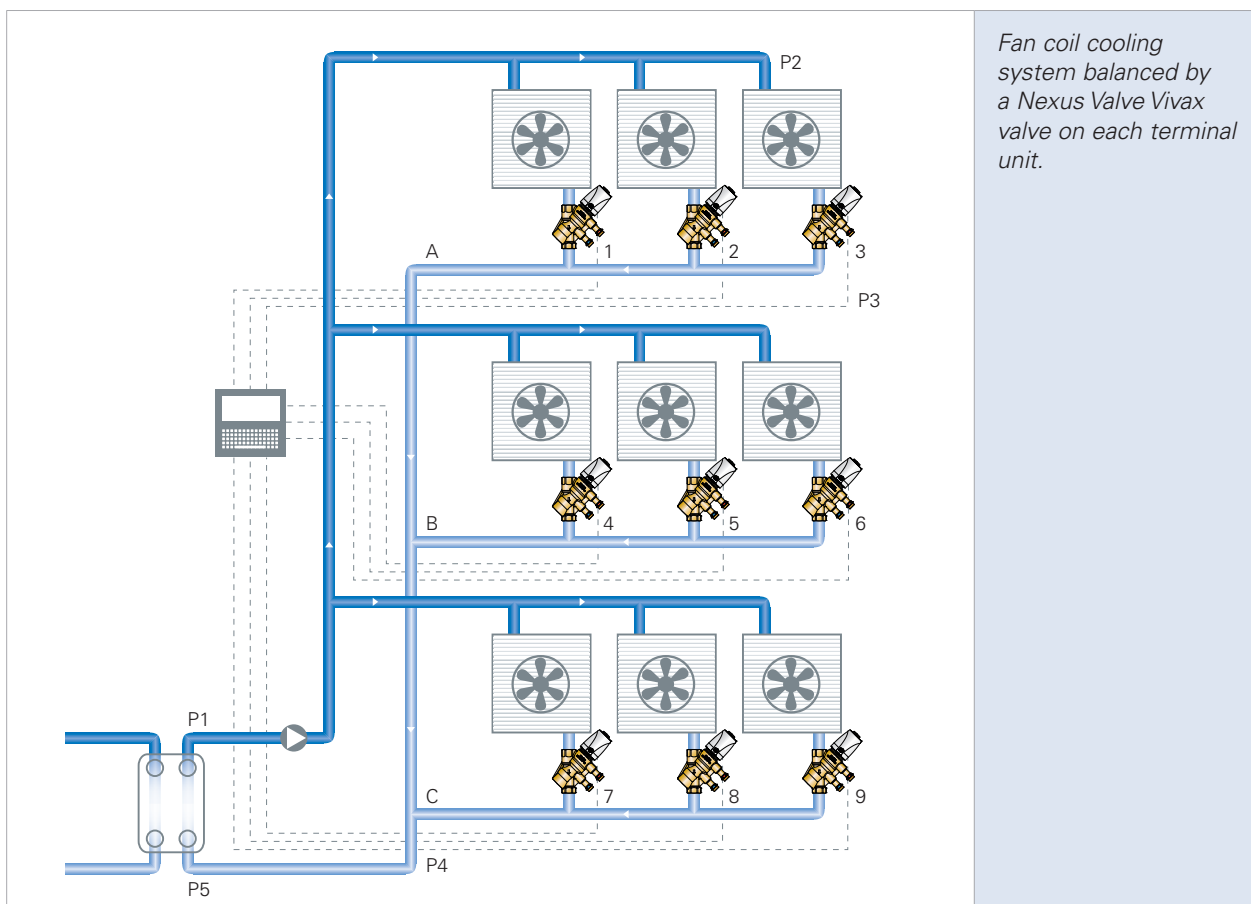 Fan coil cooling
system balanced by
a Nexus Valve Vivax
valve on each terminal
unit.
P2
A
1
2
3
P3
B
4
5
6
P1
C
7
8
9
P4
P5